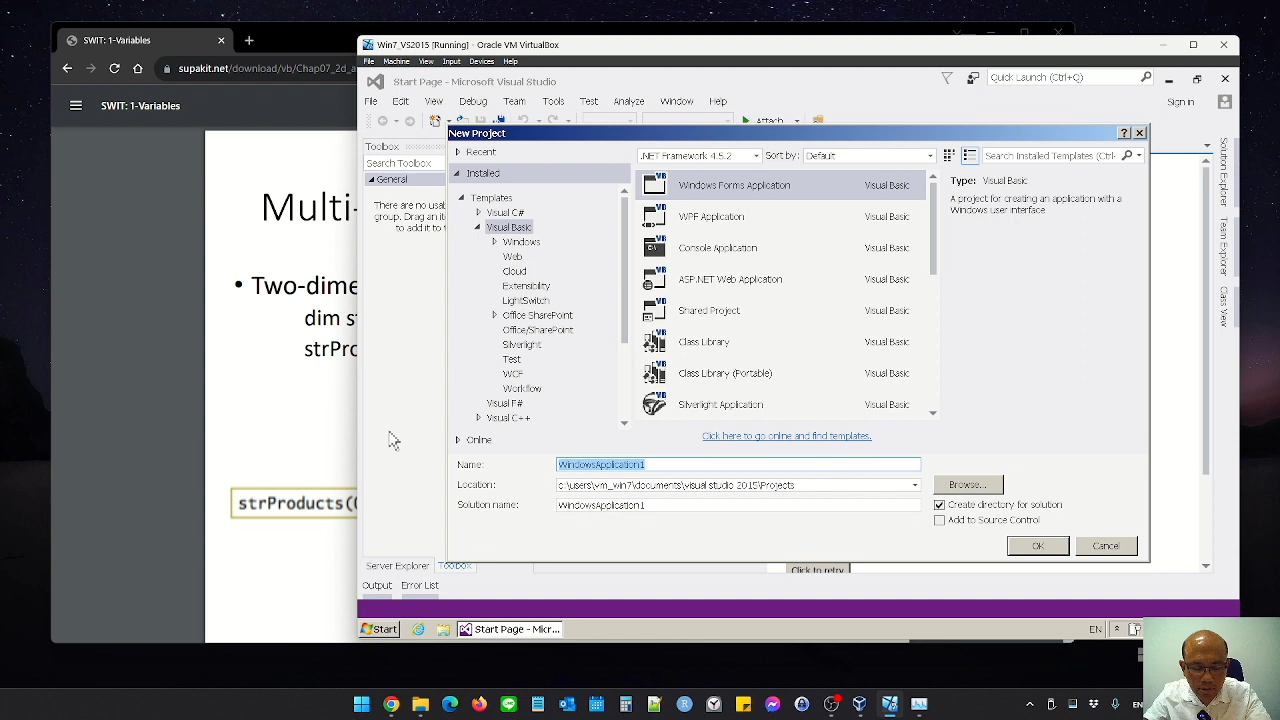 SWIT: 1-Variables
supakit.net/download/vb/Chap07_2d_a
SWIT: 1-Variables
Multi-
• Two-dime
dim st
strPro
strProducts(
Win7_VS2015 [Running] - Oracle VM VirtualBox
File Machine View Input Devices Help
Start Page - Microsoft Visual Studio
Quick Launch (Ctrl+Q)
File Edit View Debug Team Tools Test Analyze Window Help
Sign in
Attach
Toolbox
Search Toolbox
General
There are no usab
group. Drag an it
to add it to
Solution Explorer
Team Explorer
Class View
New Project
Recent
Installed
.NET Framework 4.5.2
Sort by: Default
Search Installed Templates (Ctrl
Templates
Visual C#
Visual Basic
Windows
Web
Cloud
Extensibility
LightSwitch
Office SharePoint
Office/SharePoint
Silverlight
Test
WCF
Workflow
Visual F#
Visual C++
Online
Windows Forms Application Visual Basic
WPF Application Visual Basic
Console Application Visual Basic
ASP.NET Web Application Visual Basic
Shared Project Visual Basic
Class Library Visual Basic
Class Library (Portable) Visual Basic
Silverlight Application Visual Basic
Type: Visual Basic
A project for creating an application with a
Windows user interface
Click here to go online and find templates.
Name: WindowsApplication1
Location: c:\users\vm_win7\documents\visual studio 2015\Projects
Browse...
Solution name: WindowsApplication1
Create directory for solution
Add to Source Control
OK Cancel
Server Explorer Toolbox
Click to retry
Output Error List
Start
Start Page - Micr...
EN
ENG